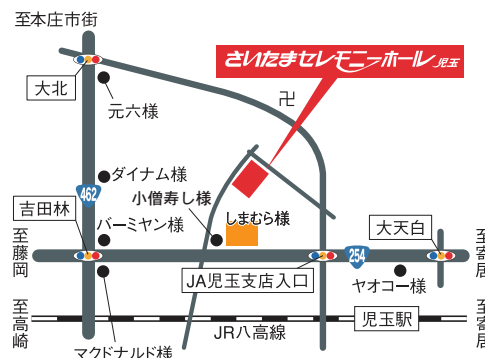 至本庄市街
さいたまセレモニーホール児玉
大北
元六様
卍
ダイナム様
462
小僧寿し様
吉田林
バーミヤン様
しまむら様
大天白
至藤岡
至寄居
254
JA児玉支店入口
ヤオコー様
至高崎
児玉駅
至寄居
JR八高線
マクドナルド様